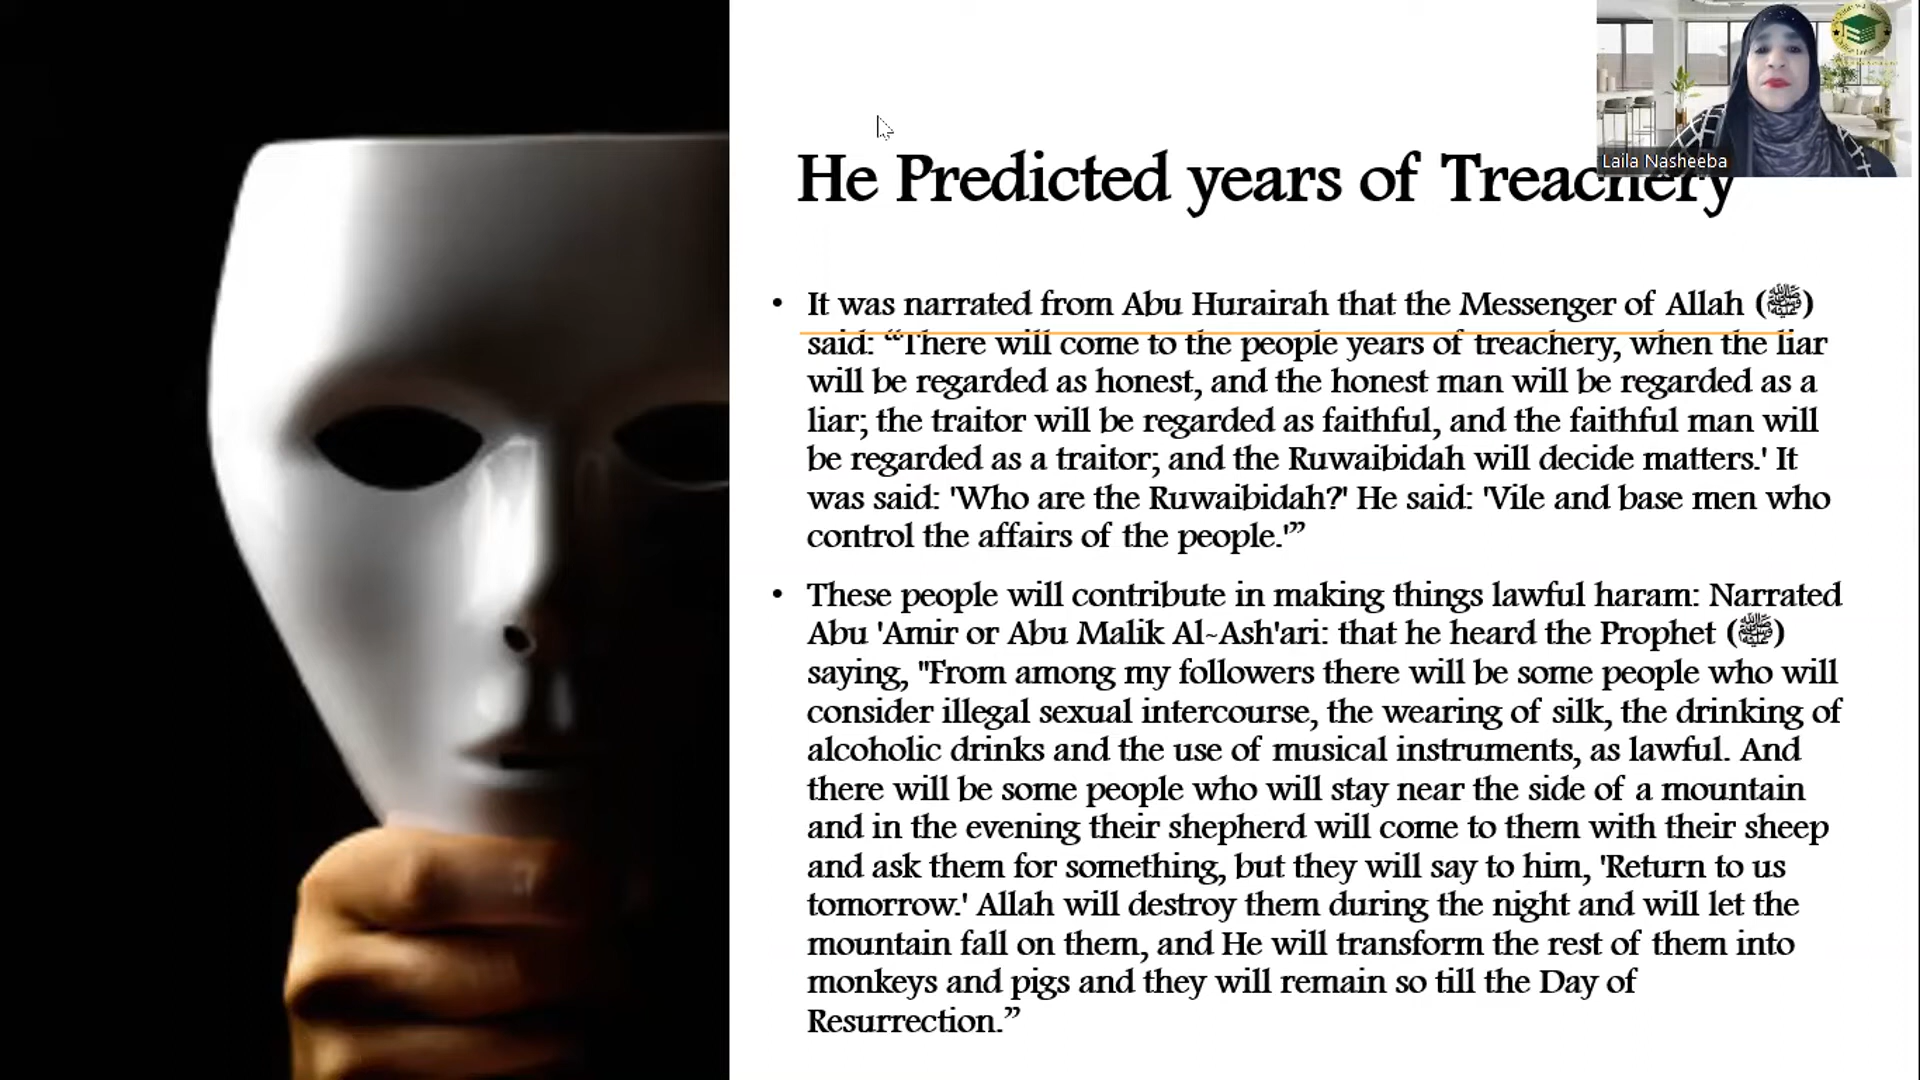 Laila Nasheeba
He Predicted years of Treachery
• It was narrated from Abu Hurairah that the Messenger of Allah (ﷺ)
said: “There will come to the people years of treachery, when the liar
will be regarded as honest, and the honest man will be regarded as a
liar; the traitor will be regarded as faithful, and the faithful man will
be regarded as a traitor; and the Ruwaibidah will decide matters.' It
was said: 'Who are the Ruwaibidah?' He said: 'Vile and base men who
control the affairs of the people.'”
• These people will contribute in making things lawful haram: Narrated
Abu 'Amir or Abu Malik Al-Ash'ari: that he heard the Prophet (ﷺ)
saying, "From among my followers there will be some people who will
consider illegal sexual intercourse, the wearing of silk, the drinking of
alcoholic drinks and the use of musical instruments, as lawful. And
there will be some people who will stay near the side of a mountain
and in the evening their shepherd will come to them with their sheep
and ask them for something, but they will say to him, 'Return to us
tomorrow.' Allah will destroy them during the night and will let the
mountain fall on them, and He will transform the rest of them into
monkeys and pigs and they will remain so till the Day of
Resurrection.”